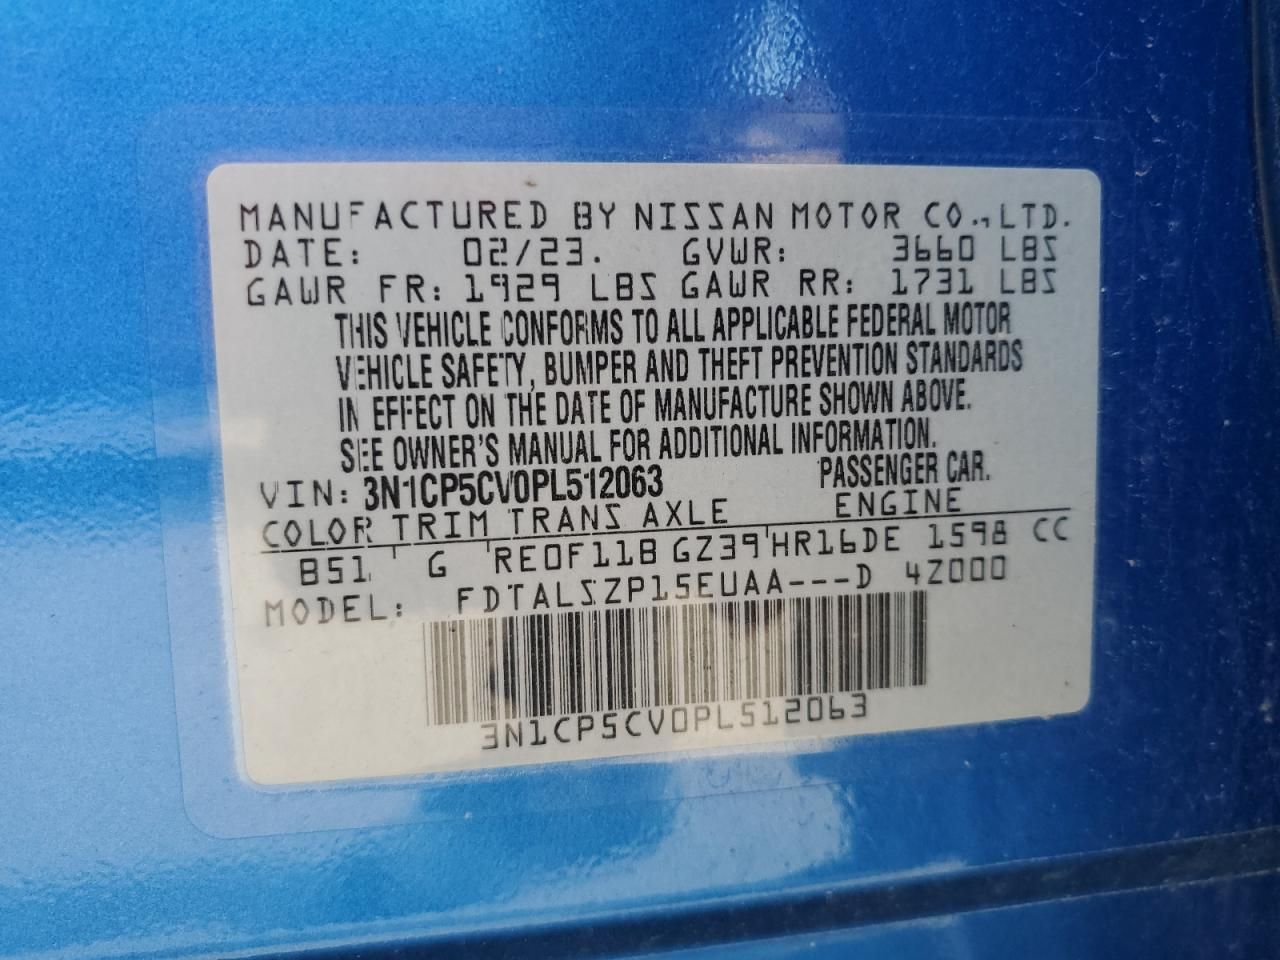 MANUFACTURED BY NISSAN MOTOR CO., LTD.
DATE: 02/23. GVWR: 3660 LBS
GAWR FR: 1929 LBS GAWR RR: 1731 LBS
THIS VEHICLE CONFORMS TO ALL APPLICABLE FEDERAL MOTOR
VEHICLE SAFETY, BUMPER AND THEFT PREVENTION STANDARDS
IN EFFECT ON THE DATE OF MANUFACTURE SHOWN ABOVE.
SEE OWNER'S MANUAL FOR ADDITIONAL INFORMATION.
VIN: 3N1CP5CV0PL512063 PASSENGER CAR.
COLOR TRIM TRANS AXLE ENGINE
B51 G RE0F11B GZ39 HR16DE 1598 CC
MODEL: FDTALSZP15EUAA---D 4Z000
3N1CP5CV0PL512063